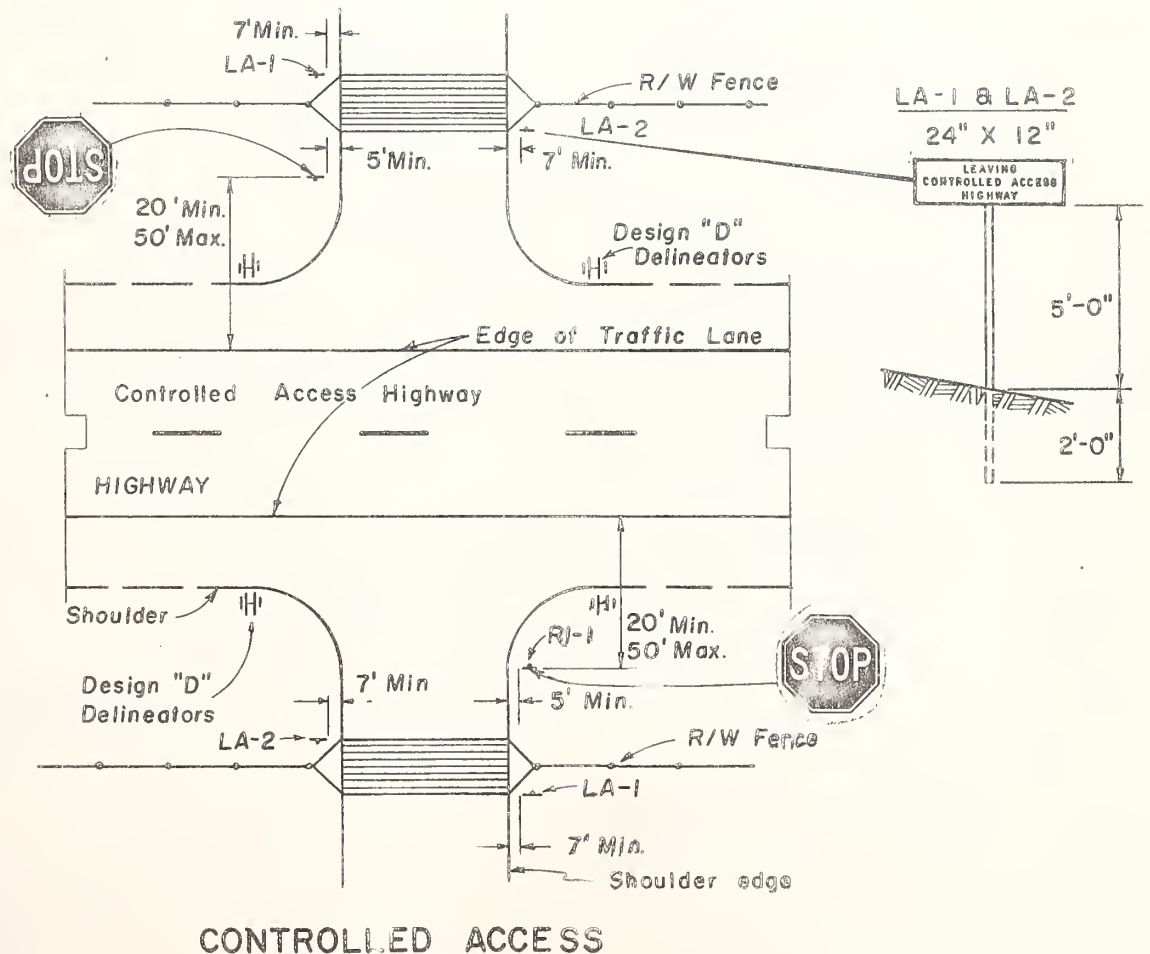 7' Min.
LA-1
R/W Fence
LA-1 & LA-2
24" X 12"
LA-2
STOP
5' Min.
7' Min.
LEAVING
CONTROLLED ACCESS
HIGHWAY
20' Min.
50' Max.
Design "D"
Delineators
5'-0"
Edge of Traffic Lane
Controlled Access Highway
2'-0"
HIGHWAY
Shoulder
20' Min.
50' Max.
R1-1
STOP
Design "D"
Delineators
7' Min
5' Min.
LA-2
R/W Fence
LA-1
7' Min.
Shoulder edge
CONTROLLED ACCESS